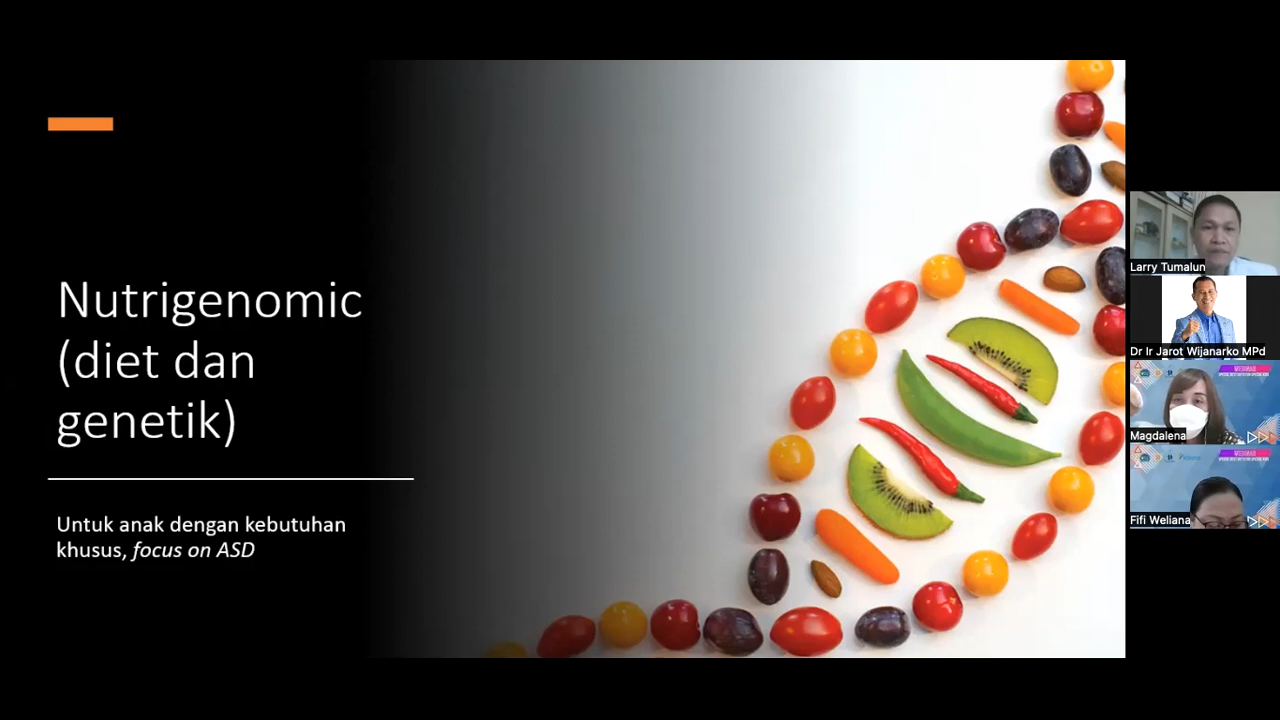 Nutrigenomic
(diet dan
genetik)
Untuk anak dengan kebutuhan
khusus, focus on ASD
Larry Tumalun
Dr Ir Jarot Wijanarko MPd
Magdalena
Fifi Weliana